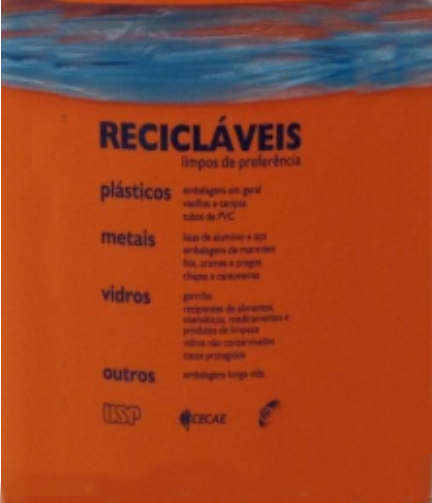 RECICLÁVEIS
limpos de preferência
plásticos embalagens em geral
vasilhas e tampas
tubos de PVC
metais latas de alumínio e aço
embalagens de marmitex
fios, arames e pregos
chapas e cantoneiras
vidros garrafas
recipientes de alimentos,
cosméticos, medicamentos e
produtos de limpeza
vidros não contaminados
cacos protegidos
outros embalagens longa vida
USP CECAE